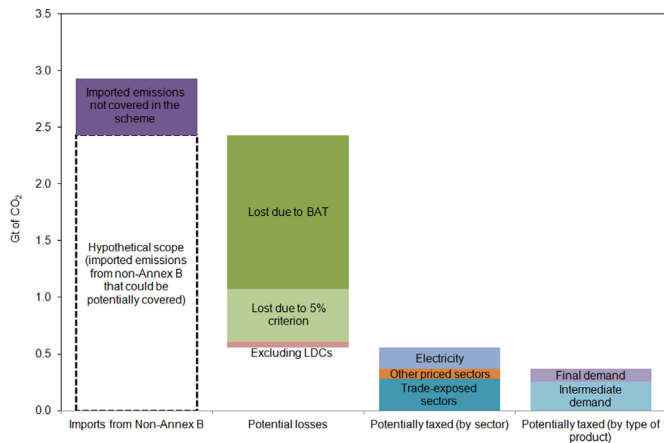 3.5
3.0
2.5
2.0
1.5
1.0
0.5
0.0
Gt of CO2
Imported emissions
not covered in the
scheme
Hypothetical scope
(imported emissions
from non-Annex B
that could be
potentially covered)
Lost due to BAT
Lost due to 5%
criterion
Excluding LDCs
Electricity
Other priced sectors
Trade-exposed
sectors
Final demand
Intermediate
demand
Imports from Non-Annex B
Potential losses
Potentially taxed (by sector)
Potentially taxed (by type of
product)